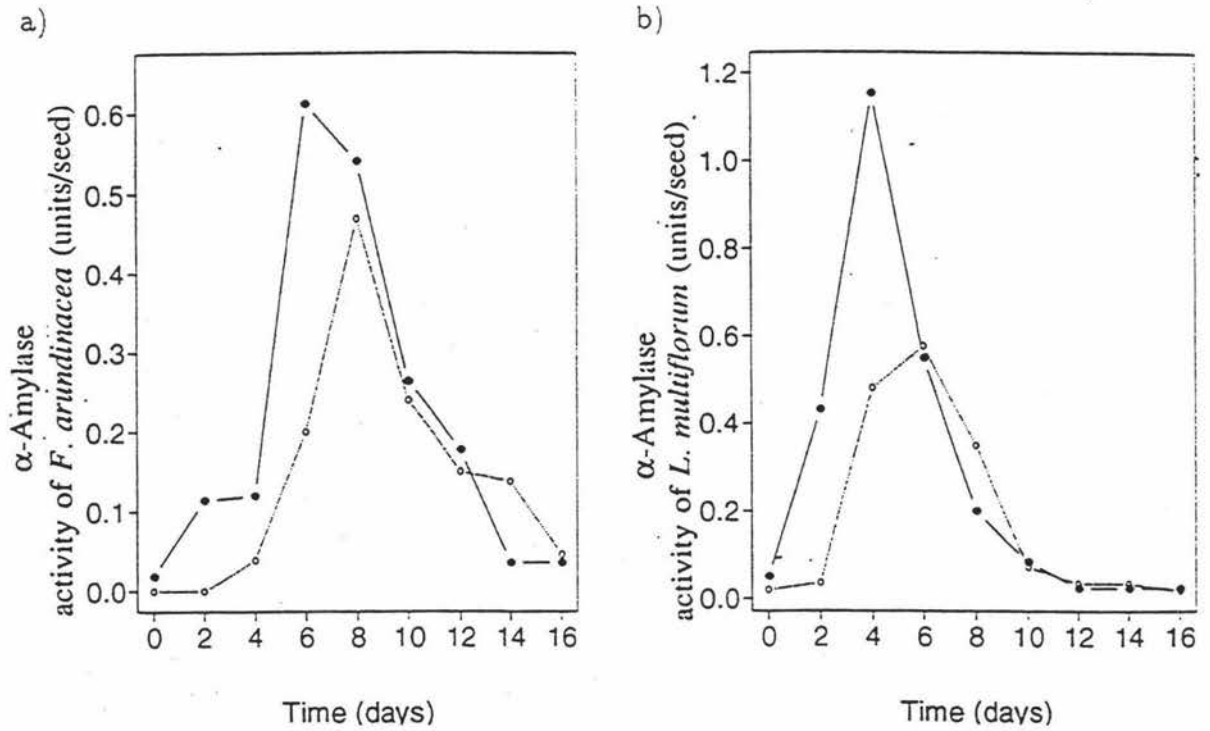 a)
α-Amylase
activity of F. arundinacea (units/seed)
0.6
0.5
0.4
0.3
0.2
0.1
0.0
0 2 4 6 8 10 12 14 16
Time (days)
b)
α-Amylase
activity of L. multiflorum (units/seed)
1.2
1.0
0.8
0.6
0.4
0.2
0.0
0 2 4 6 8 10 12 14 16
Time (days)